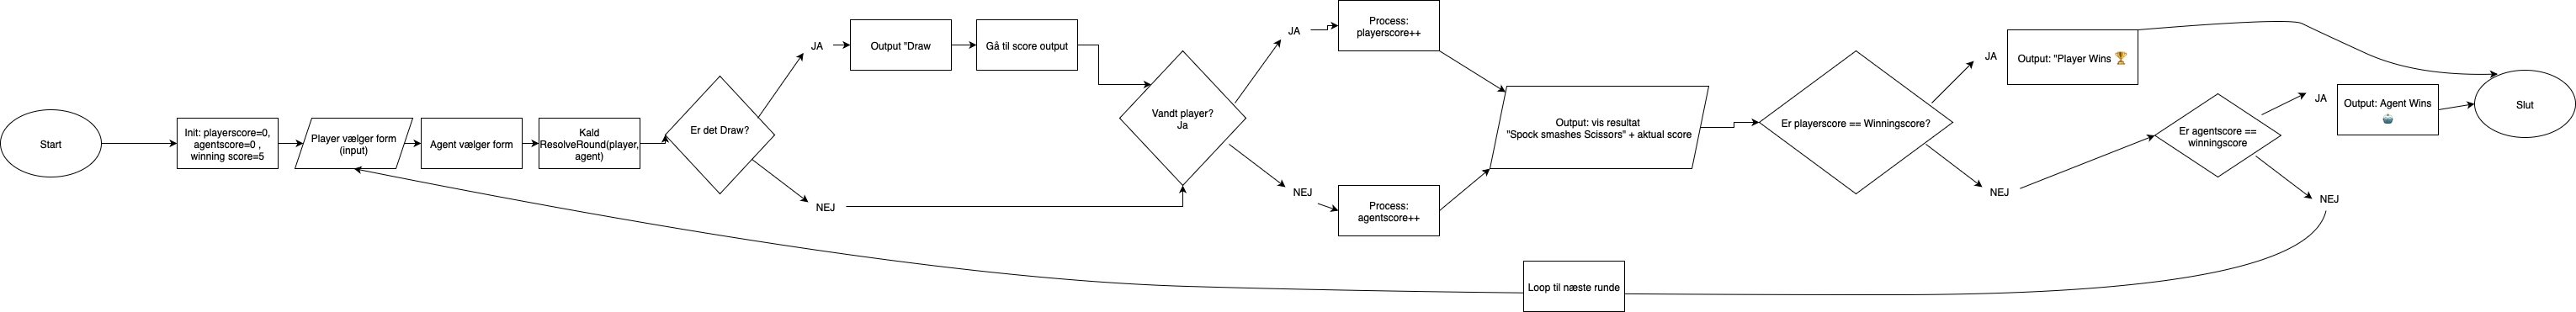 Start
Init: playerscore=0,
agentscore=0 ,
winning score=5
Player vælger form
(input)
Agent vælger form
Kald
ResolveRound(player,
agent)
Er det Draw?
JA
Output "Draw
Gå til score output
NEJ
Vandt player?
Ja
JA
Process:
playerscore++
NEJ
Process:
agentscore++
Output: vis resultat
"Spock smashes Scissors" + aktual score
Er playerscore == Winningscore?
JA
Output: "Player Wins 🏆
NEJ
Er agentscore ==
winningscore
JA
Output: Agent Wins
🤖
NEJ
Slut
Loop til næste runde